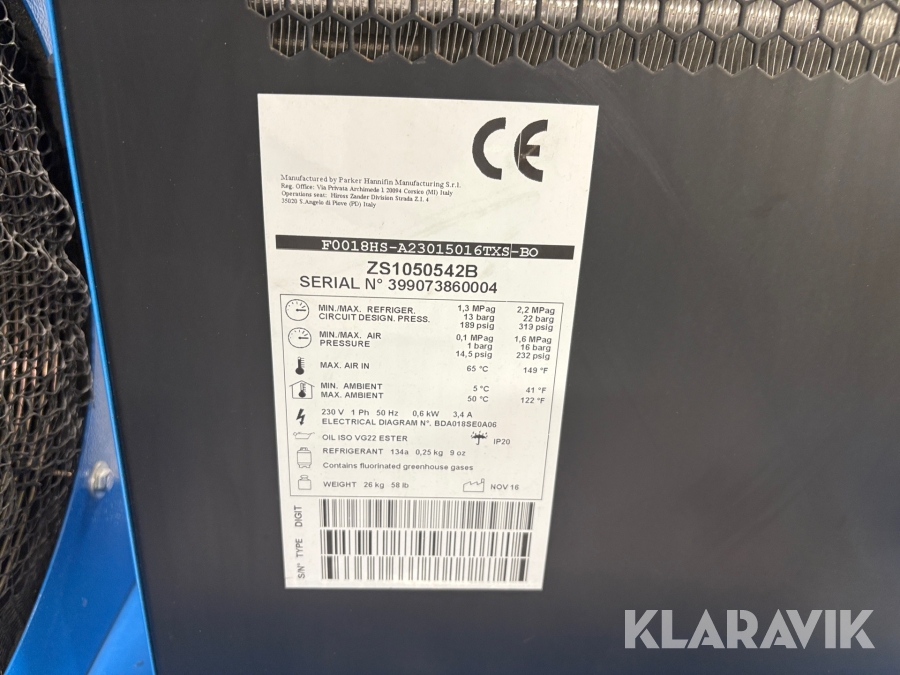 CE
Manufactured by Parker Hannifin Manufacturing S.r.l.
Reg. Office: Via Privata Archimede 1 20094 Corsico (MI) Italy
Operations seat: Hiross Zander Division Strada Z.I. 4
35020 S.Angelo di Piove (PD) Italy
F0018HS-A23015016TXS-BO
ZS1050542B
SERIAL N° 399073860004
MIN./MAX. REFRIGER. 1,3 MPag 2,2 MPag
CIRCUIT DESIGN. PRESS. 13 barg 22 barg
189 psig 319 psig
MIN./MAX. AIR 0,1 MPag 1,6 MPag
PRESSURE 1 barg 16 barg
14,5 psig 232 psig
MAX. AIR IN 65 °C 149 °F
MIN. AMBIENT 5 °C 41 °F
MAX. AMBIENT 50 °C 122 °F
230 V 1 Ph 50 Hz 0,6 kW 3,4 A
ELECTRICAL DIAGRAM N°. BDA018SE0A06
OIL ISO VG22 ESTER IP20
REFRIGERANT 134a 0,25 kg 9 oz
Contains fluorinated greenhouse gases
WEIGHT 26 kg 58 lb NOV 16
S/N° TYPE DIGIT
KLARAVIK